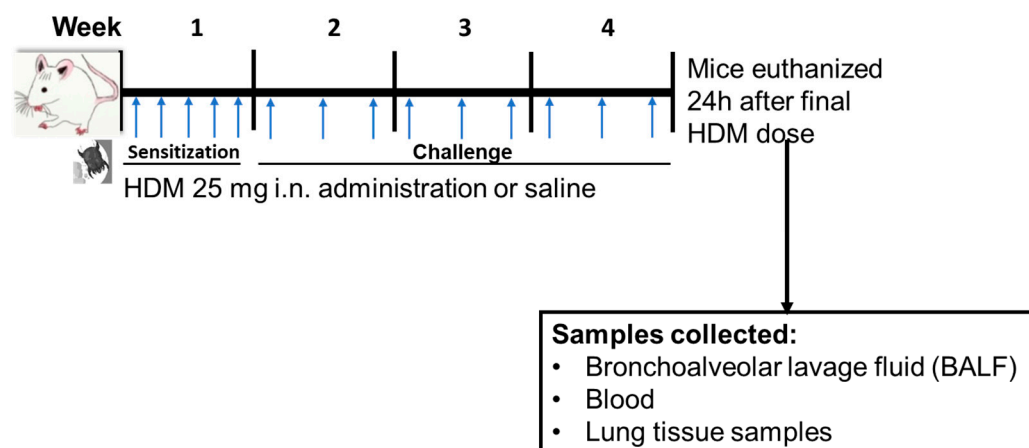 Week 1 2 3 4
Mice euthanized
24h after final
HDM dose
Sensitization Challenge
HDM 25 mg i.n. administration or saline
Samples collected:
• Bronchoalveolar lavage fluid (BALF)
• Blood
• Lung tissue samples